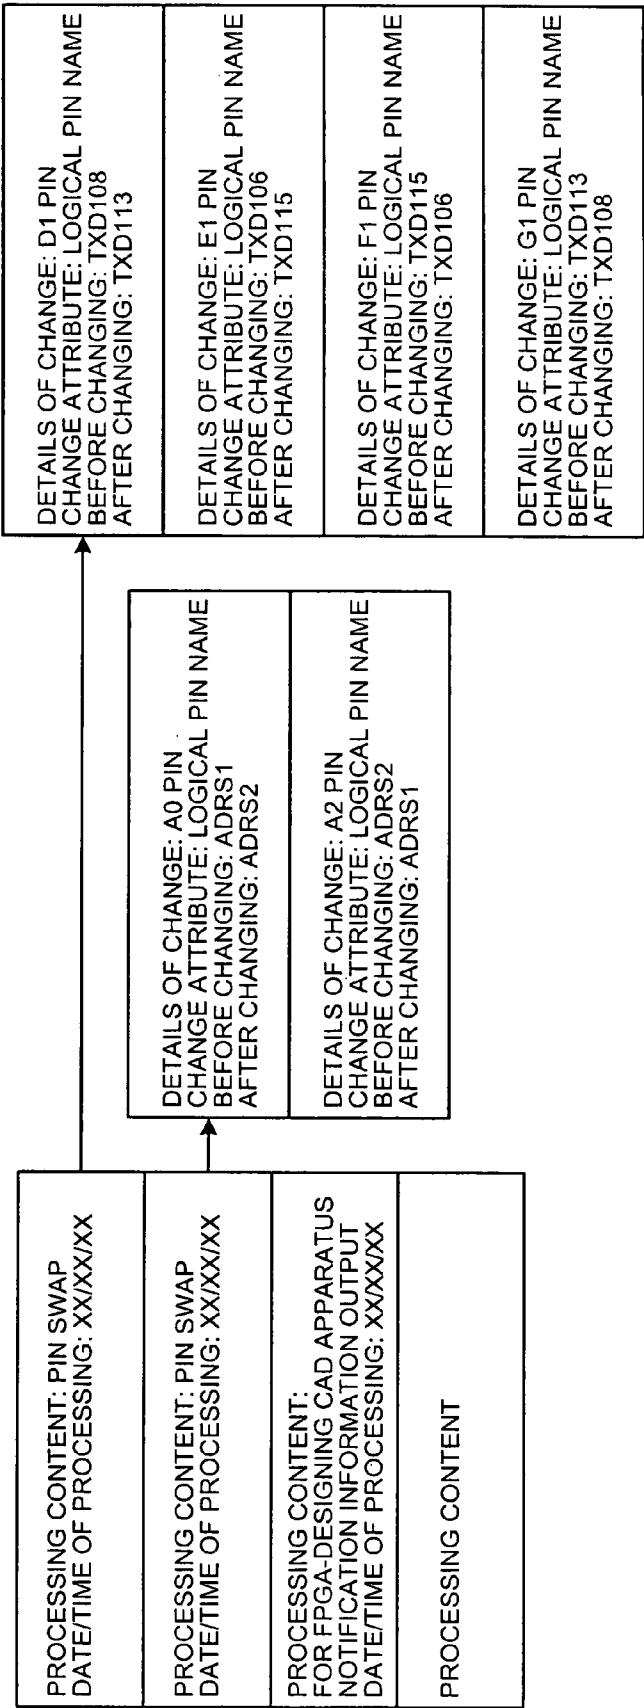 PROCESSING CONTENT: PIN SWAP
DATE/TIME OF PROCESSING: XX/XX/XX
PROCESSING CONTENT: PIN SWAP
DATE/TIME OF PROCESSING: XX/XX/XX
PROCESSING CONTENT:
FOR FPGA-DESIGNING CAD APPARATUS
NOTIFICATION INFORMATION OUTPUT
DATE/TIME OF PROCESSING: XX/XX/XX
PROCESSING CONTENT
DETAILS OF CHANGE: A0 PIN
CHANGE ATTRIBUTE: LOGICAL PIN NAME
BEFORE CHANGING: ADRS1
AFTER CHANGING: ADRS2
DETAILS OF CHANGE: A2 PIN
CHANGE ATTRIBUTE: LOGICAL PIN NAME
BEFORE CHANGING: ADRS2
AFTER CHANGING: ADRS1
DETAILS OF CHANGE: D1 PIN
CHANGE ATTRIBUTE: LOGICAL PIN NAME
BEFORE CHANGING: TXD108
AFTER CHANGING: TXD113
DETAILS OF CHANGE: E1 PIN
CHANGE ATTRIBUTE: LOGICAL PIN NAME
BEFORE CHANGING: TXD106
AFTER CHANGING: TXD115
DETAILS OF CHANGE: F1 PIN
CHANGE ATTRIBUTE: LOGICAL PIN NAME
BEFORE CHANGING: TXD115
AFTER CHANGING: TXD106
DETAILS OF CHANGE: G1 PIN
CHANGE ATTRIBUTE: LOGICAL PIN NAME
BEFORE CHANGING: TXD113
AFTER CHANGING: TXD108